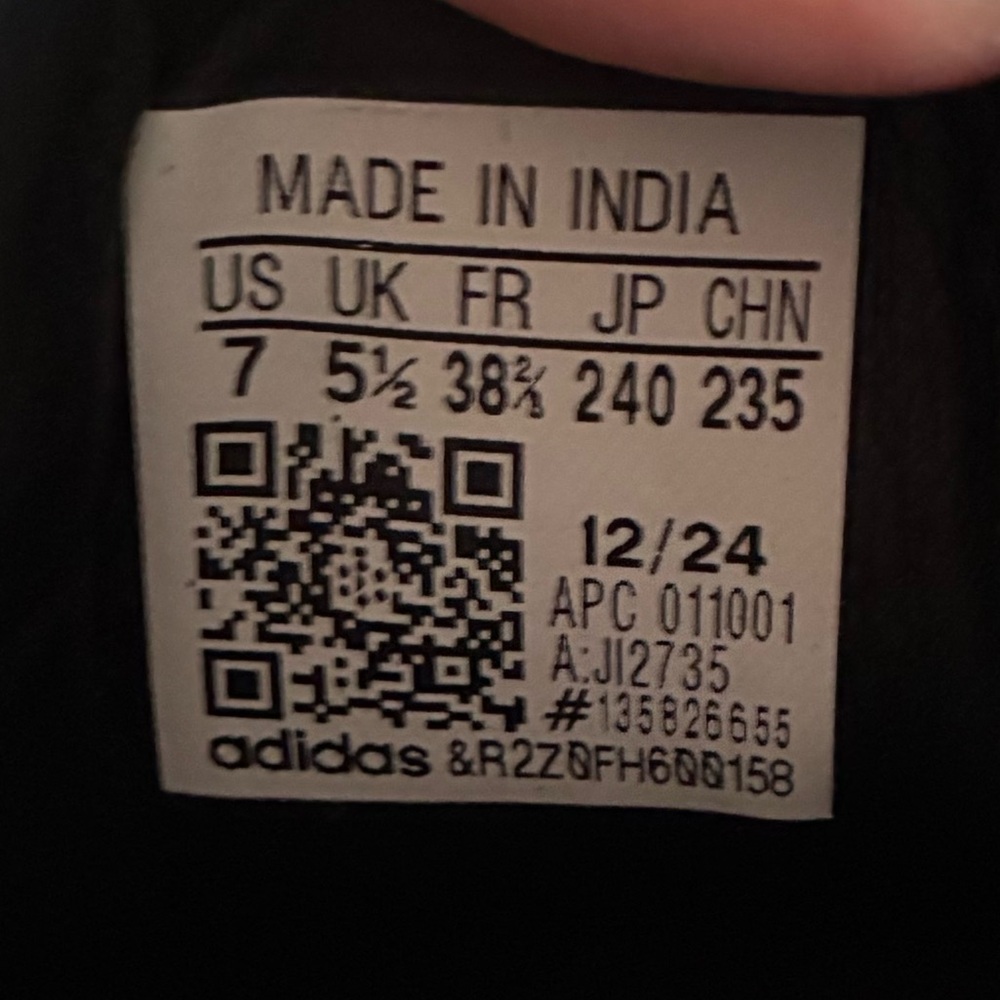 MADE IN INDIA
US UK FR JP CHN
7 5½ 38⅔ 240 235
12/24
APC 011001
A:JI2735
#135826655
adidas &R2Z0FH600158